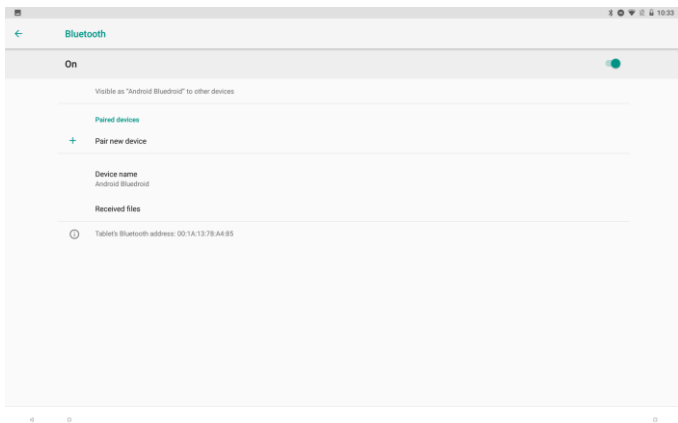 10:33
Bluetooth
On
Visible as "Android Bluedroid" to other devices
Paired devices
Pair new device
Device name
Android Bluedroid
Received files
Tablet's Bluetooth address: 00:1A:13:78:A4:85